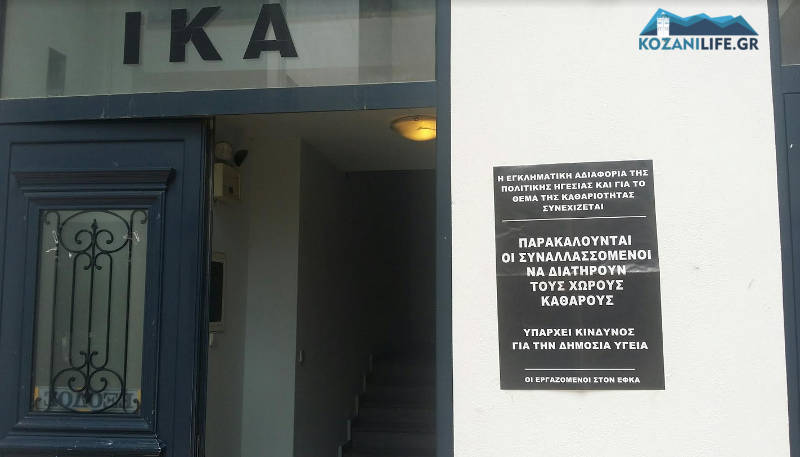 ΙΚΑ
KOZANILIFE.GR
Η ΕΓΚΛΗΜΑΤΙΚΗ ΑΔΙΑΦΟΡΙΑ ΤΗΣ
ΠΟΛΙΤΙΚΗΣ ΗΓΕΣΙΑΣ ΚΑΙ ΓΙΑ ΤΟ
ΘΕΜΑ ΤΗΣ ΚΑΘΑΡΙΟΤΗΤΑΣ
ΣΥΝΕΧΙΖΕΤΑΙ
ΠΑΡΑΚΑΛΟΥΝΤΑΙ
ΟΙ ΣΥΝΑΛΛΑΣΣΟΜΕΝΟΙ
ΝΑ ΔΙΑΤΗΡΟΥΝ
ΤΟΥΣ ΧΩΡΟΥΣ
ΚΑΘΑΡΟΥΣ
ΥΠΑΡΧΕΙ ΚΙΝΔΥΝΟΣ
ΓΙΑ ΤΗΝ ΔΗΜΟΣΙΑ ΥΓΕΙΑ
ΟΙ ΕΡΓΑΖΟΜΕΝΟΙ ΣΤΟΝ ΕΦΚΑ
ΕΞΟΔΟΣ